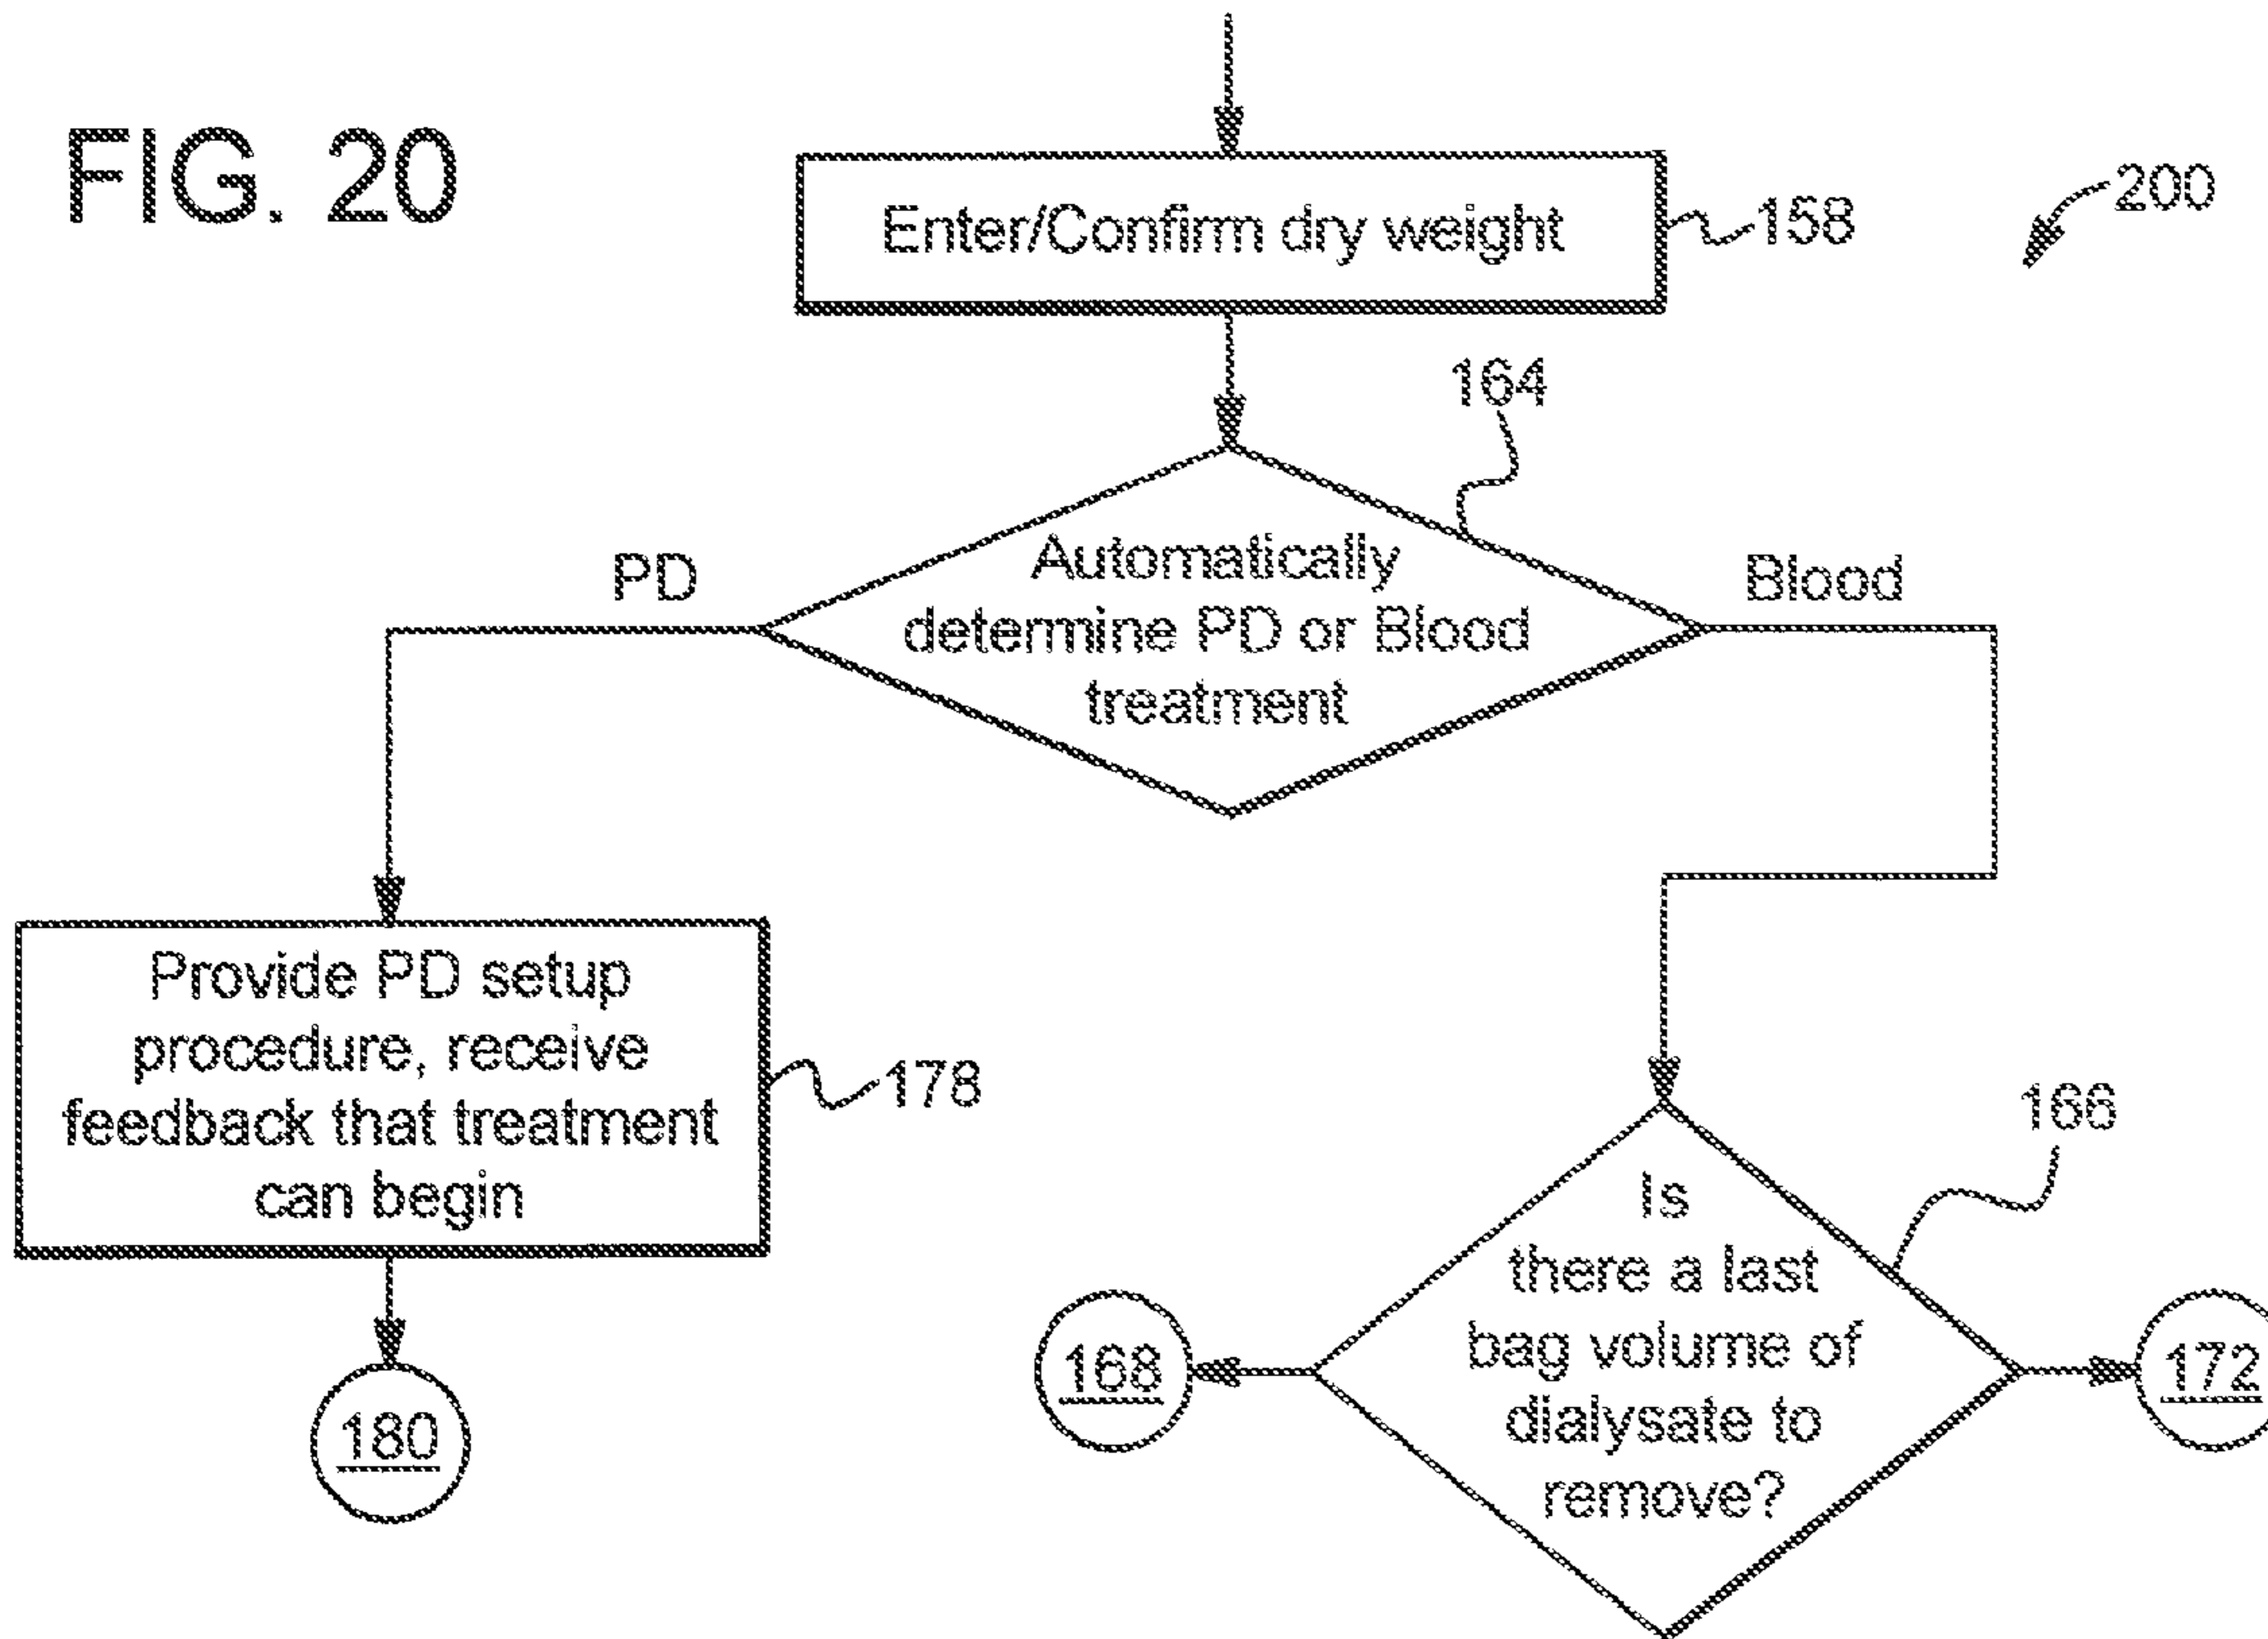 FIG. 20
Enter/Confirm dry weight
158
200
164
Automatically
determine PD or Blood
treatment
PD
Blood
Provide PD setup
procedure, receive
feedback that treatment
can begin
178
166
Is
there a last
bag volume of
dialysate to
remove?
168
172
180